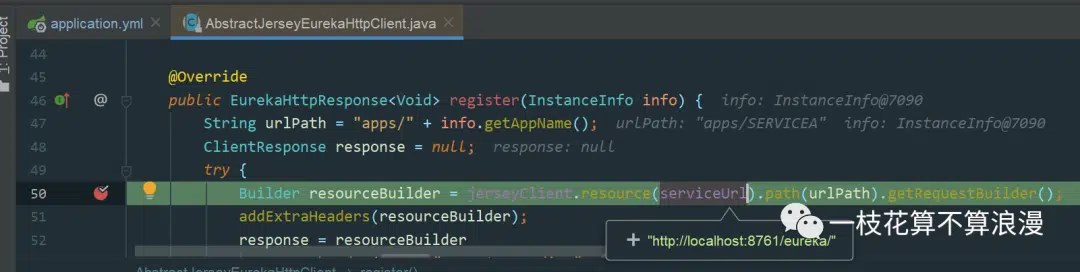 application.yml
AbstractJerseyEurekaHttpClient.java
1: Project
44
45 @Override
46 public EurekaHttpResponse<Void> register(InstanceInfo info) { info: InstanceInfo@7090
47 String urlPath = "apps/" + info.getAppName(); urlPath: "apps/SERVICEA" info: InstanceInfo@7090
48 ClientResponse response = null; response: null
49 try {
50 Builder resourceBuilder = jerseyClient.resource(serviceUrl).path(urlPath).getRequestBuilder();
51 addExtraHeaders(resourceBuilder);
52 response = resourceBuilder
+ "http://localhost:8761/eureka/"
一枝花算不算浪漫
AbstractJerseyEurekaHttpClient > register()